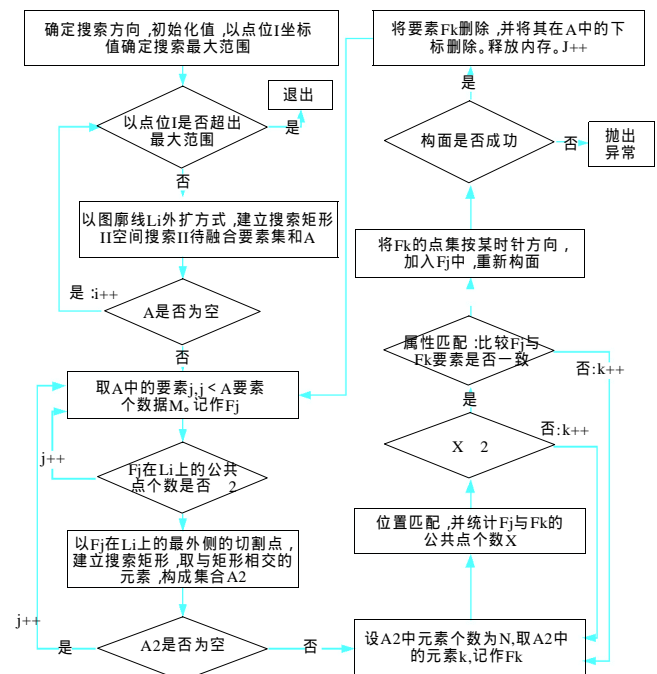 确定搜索方向,初始化值,以点位I坐标
值确定搜索最大范围
以点位I是否超出
最大范围
退出
是
否
以图廓线Li外扩方式,建立搜索矩形
II空间搜索II待融合要素集和A
是:i++
A是否为空
否
取A中的要素j,j<A要素
个数据M。记作Fj
j++
Fj在Li上的公共
点个数是否 2
以Fj在Li上的最外侧的切割点,
建立搜索矩形,取与矩形相交的
元素,构成集合A2
j++
是
A2是否为空
否
设A2中元素个数为N,取A2中
的元素k,记作Fk
位置匹配,并统计Fj与Fk的
公共点个数X
X 2
否:k++
是
属性匹配:比较Fj与
Fk要素是否一致
否:k++
将Fk的点集按某时针方向,
加入Fj中,重新构面
构面是否成功
否
抛出
异常
是
将要素Fk删除,并将其在A中的下
标删除。释放内存。J++